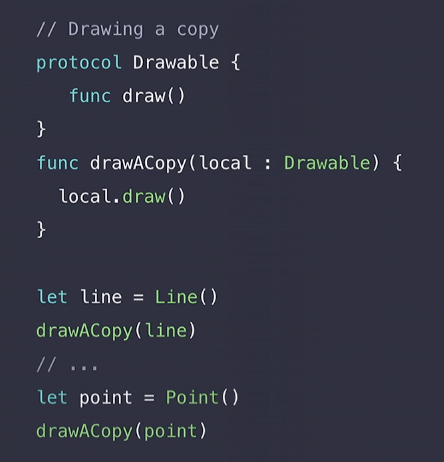 // Drawing a copy
protocol Drawable {
   func draw()
}
func drawACopy(local : Drawable) {
  local.draw()
}

let line = Line()
drawACopy(line)
// ...
let point = Point()
drawACopy(point)